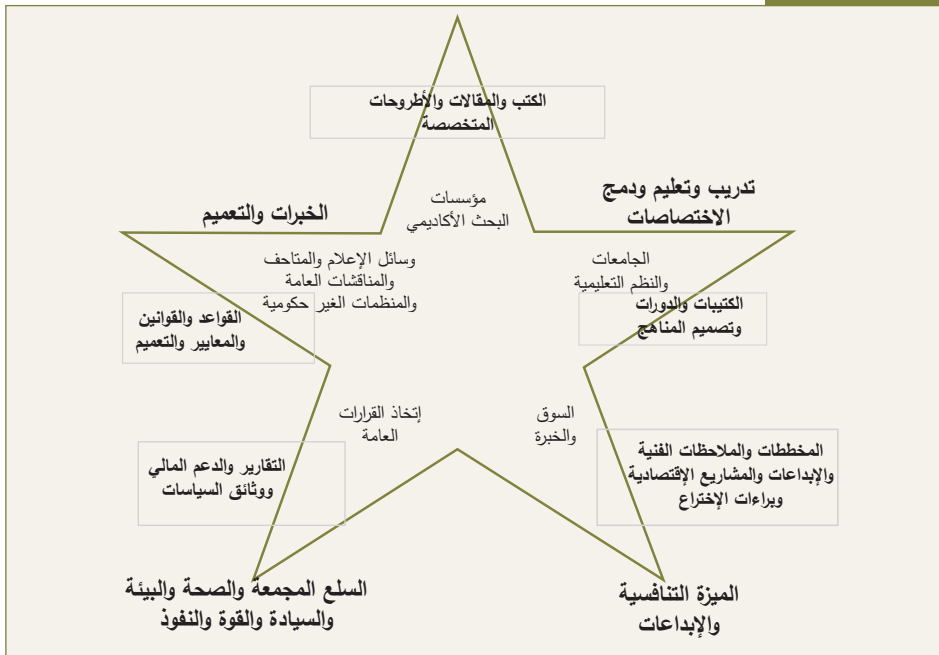 الكتب والمقالات والأطروحات
المتخصصة
تدريب وتعليم ودمج
الاختصاصات
مؤسسات
البحث الأكاديمي
الخبرات والتعميم
الجامعات
والنظم التعليمية
وسائل الإعلام والمتاحف
والمناقشات العامة
والمنظمات الغير حكومية
الكتيبات والدورات
وتصميم المناهج
القواعد والقوانين
والمعايير والتعميم
السوق
والخبرة
إتخاذ القرارات
العامة
المخططات والملاحظات الفنية
والإبداعات والمشاريع الإقتصادية
وبراءات الإختراع
التقارير والدعم المالي
ووثائق السياسات
الميزة التنافسية
والإبداعات
السلع المجمعة والصحة والبيئة
والسيادة والقوة والنفوذ